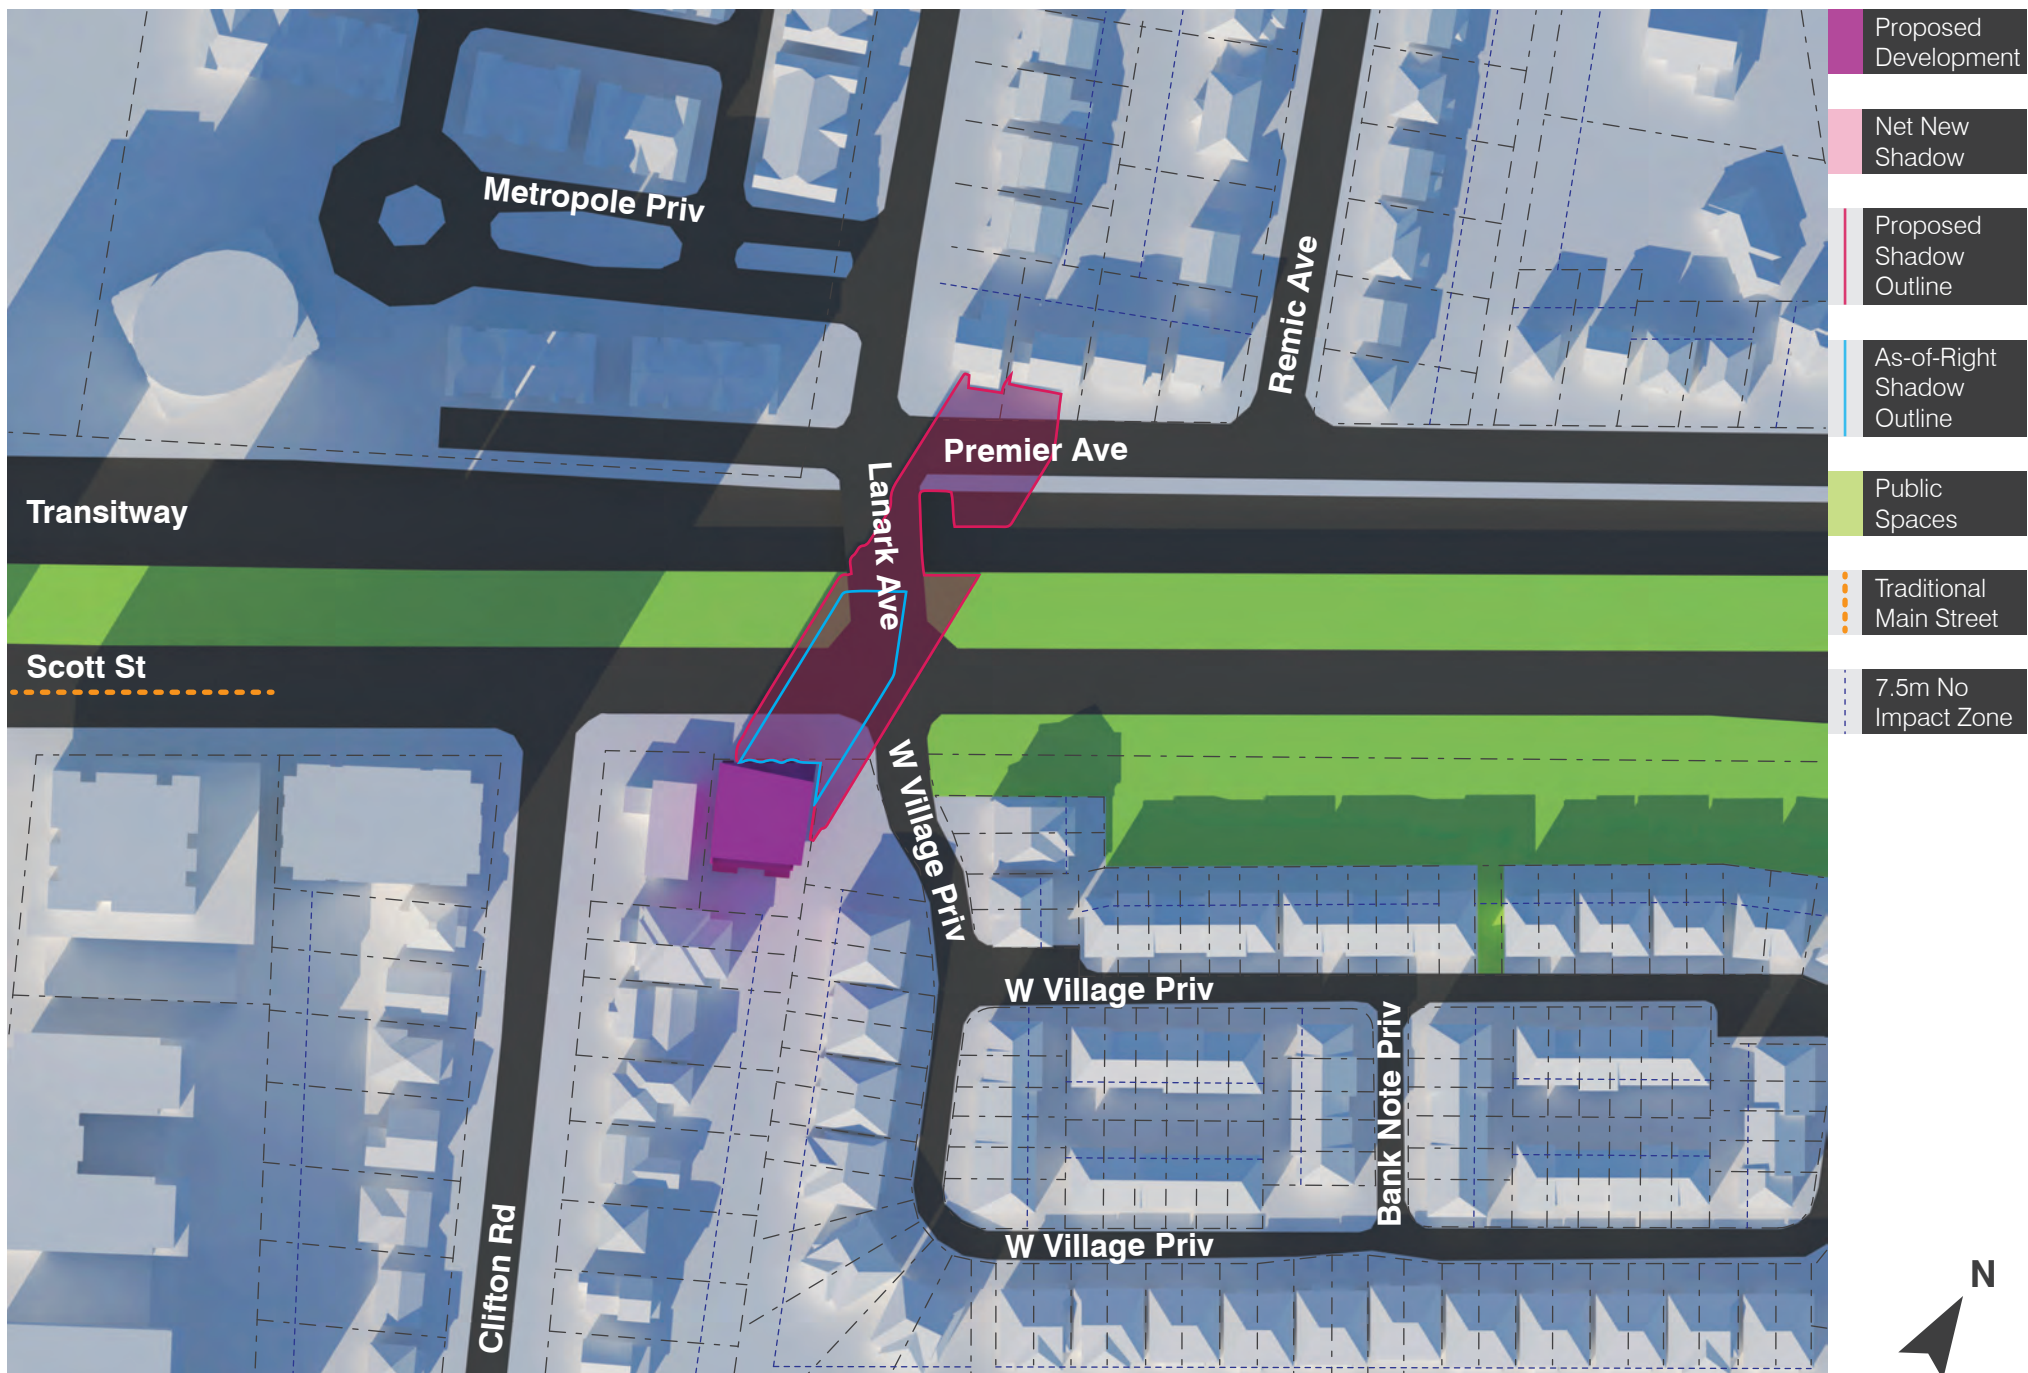 Metropole Priv
Remic Ave
Premier Ave
Lanark Ave
Transitway
Scott St
W Village Priv
W Village Priv
Bank Note Priv
W Village Priv
Clifton Rd
Proposed
Development
Net New
Shadow
Proposed
Shadow
Outline
As-of-Right
Shadow
Outline
Public
Spaces
Traditional
Main Street
7.5m No
Impact Zone
N